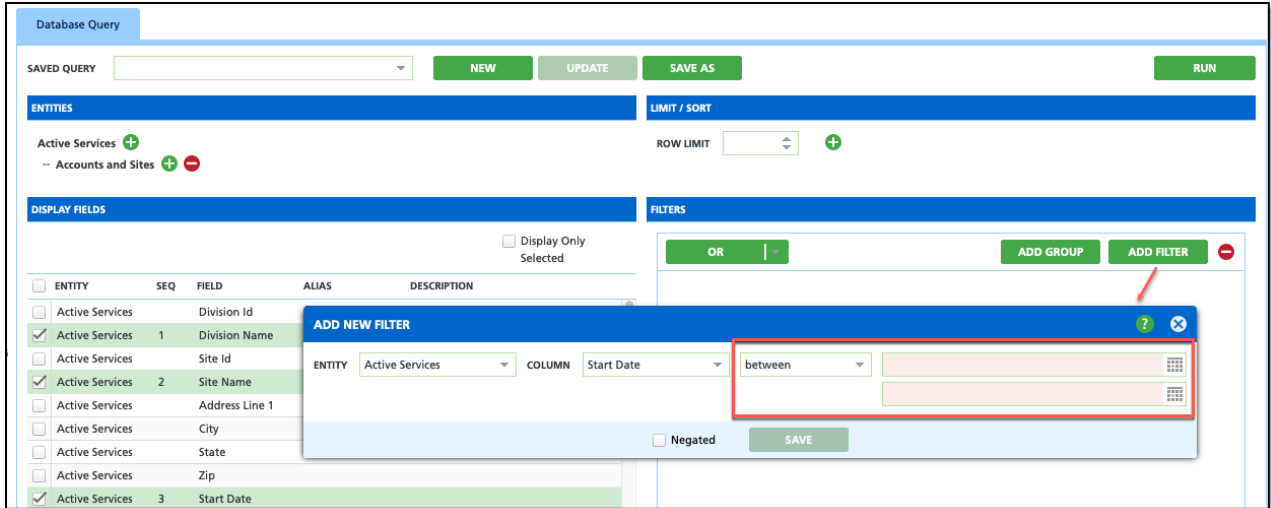 Database Query
SAVED QUERY NEW UPDATE SAVE AS RUN
ENTITIES
Active Services
-- Accounts and Sites
LIMIT / SORT
ROW LIMIT
DISPLAY FIELDS
Display Only
Selected
ENTITY SEQ FIELD ALIAS DESCRIPTION
Active Services Division Id
Active Services 1 Division Name
Active Services Site Id
Active Services 2 Site Name
Active Services Address Line 1
Active Services City
Active Services State
Active Services Zip
Active Services 3 Start Date
FILTERS
OR ADD GROUP ADD FILTER
ADD NEW FILTER ?
ENTITY Active Services COLUMN Start Date between
Negated SAVE